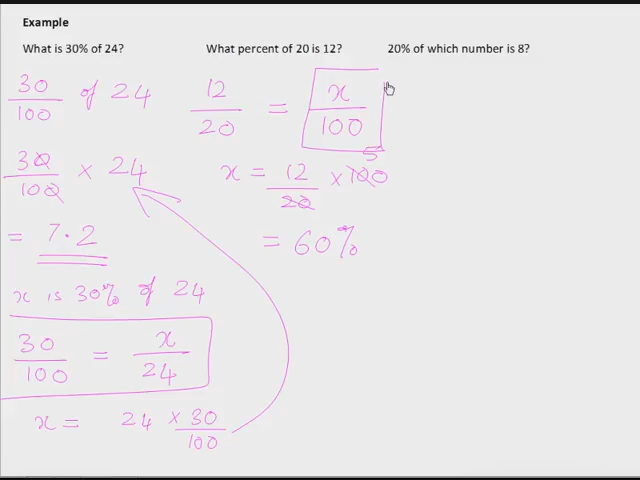 Example
What is 30% of 24?
30/100 of 24
30/100 × 24
= 7.2
x is 30% of 24
30/100 = x/24
x = 24 × 30/100
What percent of 20 is 12?
12/20 = x/100
x = 12/20 × 100 5
= 60%
20% of which number is 8?